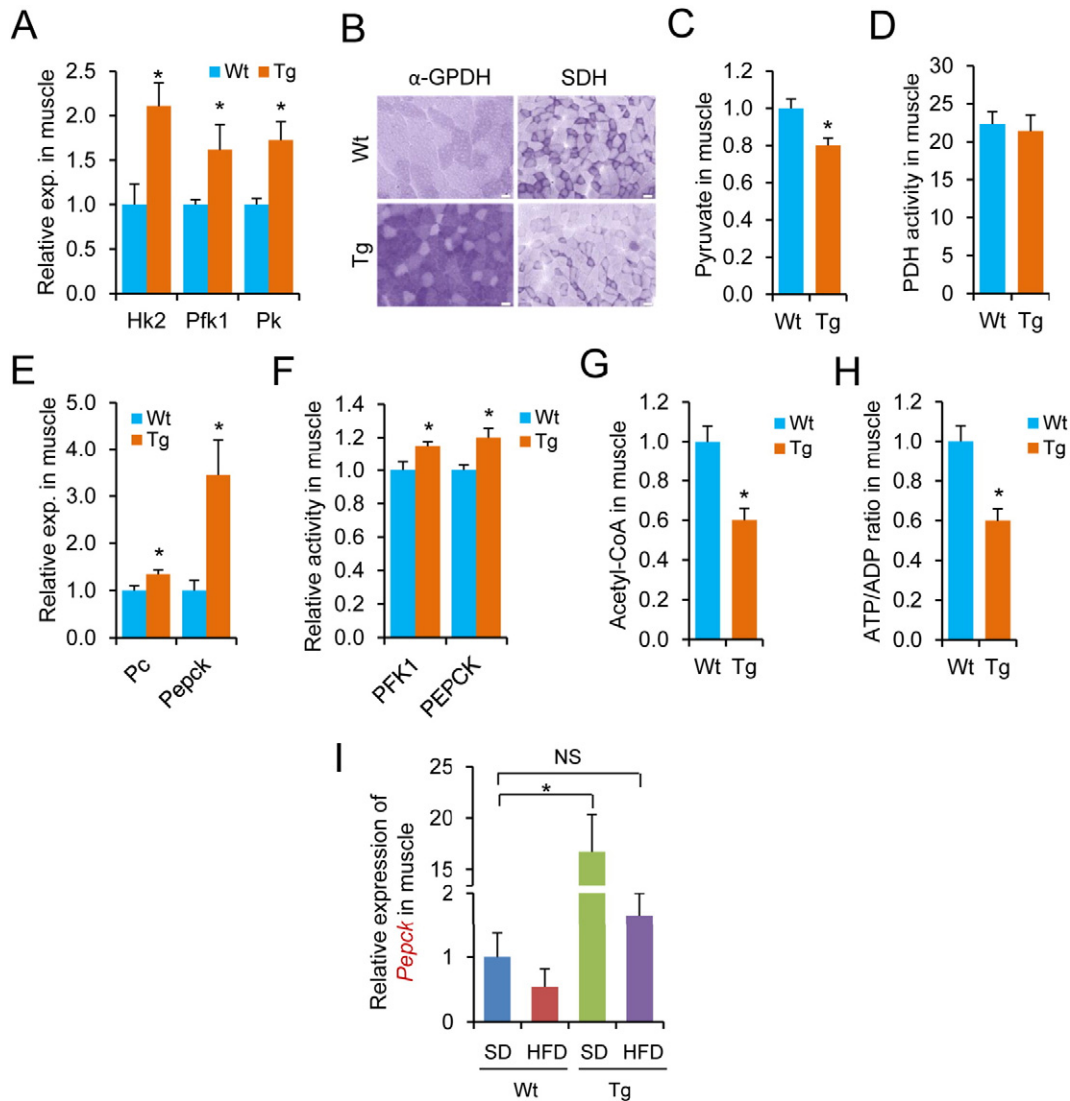 A
Relative exp. in muscle
2.5
2.0
1.5
1.0
0.5
0.0
Wt Tg
* * *
Hk2 Pfk1 Pk
B
α-GPDH SDH
Wt
Tg
C
Pyruvate in muscle
1.2
1.0
0.8
0.6
0.4
0.2
0.0
*
Wt Tg
D
PDH activity in muscle
30
25
20
15
10
5
0
Wt Tg
E
Relative exp. in muscle
5.0
4.0
3.0
2.0
1.0
0.0
Wt
Tg
* *
Pc
Pepck
F
Relative activity in muscle
1.4
1.2
1.0
0.8
0.6
0.4
0.2
0.0
Wt
Tg
* *
PFK1
PEPCK
G
Acetyl-CoA in muscle
1.2
1.0
0.8
0.6
0.4
0.2
0.0
Wt
Tg
*
Wt Tg
H
ATP/ADP ratio in muscle
1.2
1.0
0.8
0.6
0.4
0.2
0.0
Wt
Tg
*
Wt Tg
I
Relative expression of
Pepck in muscle
25
20
15
2
1
0
NS
*
SD HFD SD HFD
Wt Tg